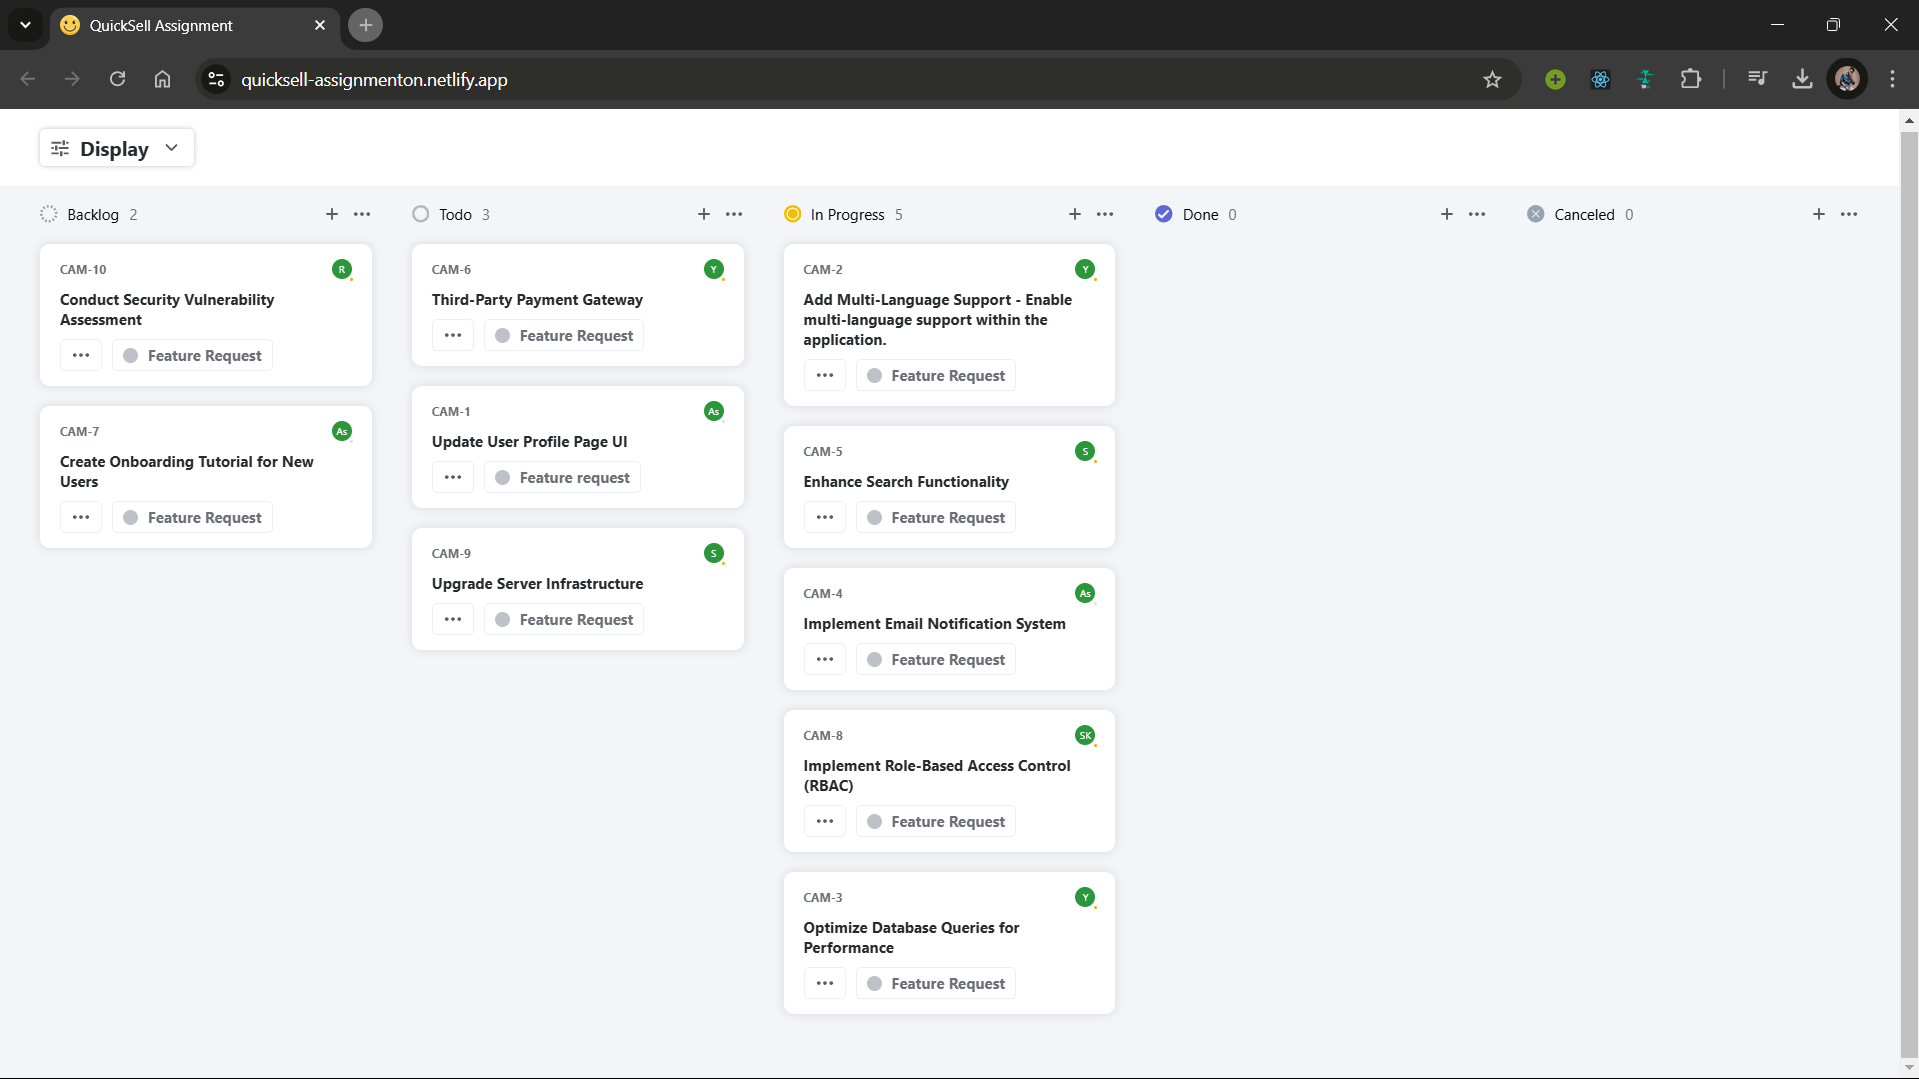 QuickSell Assignment
quicksell-assignmenton.netlify.app
Display
Backlog 2
CAM-10
R
Conduct Security Vulnerability
Assessment
Feature Request
CAM-7
As
Create Onboarding Tutorial for New
Users
Feature Request
Todo 3
CAM-6
Y
Third-Party Payment Gateway
Feature Request
CAM-1
As
Update User Profile Page UI
Feature request
CAM-9
S
Upgrade Server Infrastructure
Feature Request
In Progress 5
CAM-2
Y
Add Multi-Language Support - Enable
multi-language support within the
application.
Feature Request
CAM-5
S
Enhance Search Functionality
Feature Request
CAM-4
As
Implement Email Notification System
Feature Request
CAM-8
SK
Implement Role-Based Access Control
(RBAC)
Feature Request
CAM-3
Y
Optimize Database Queries for
Performance
Feature Request
Done 0
Canceled 0